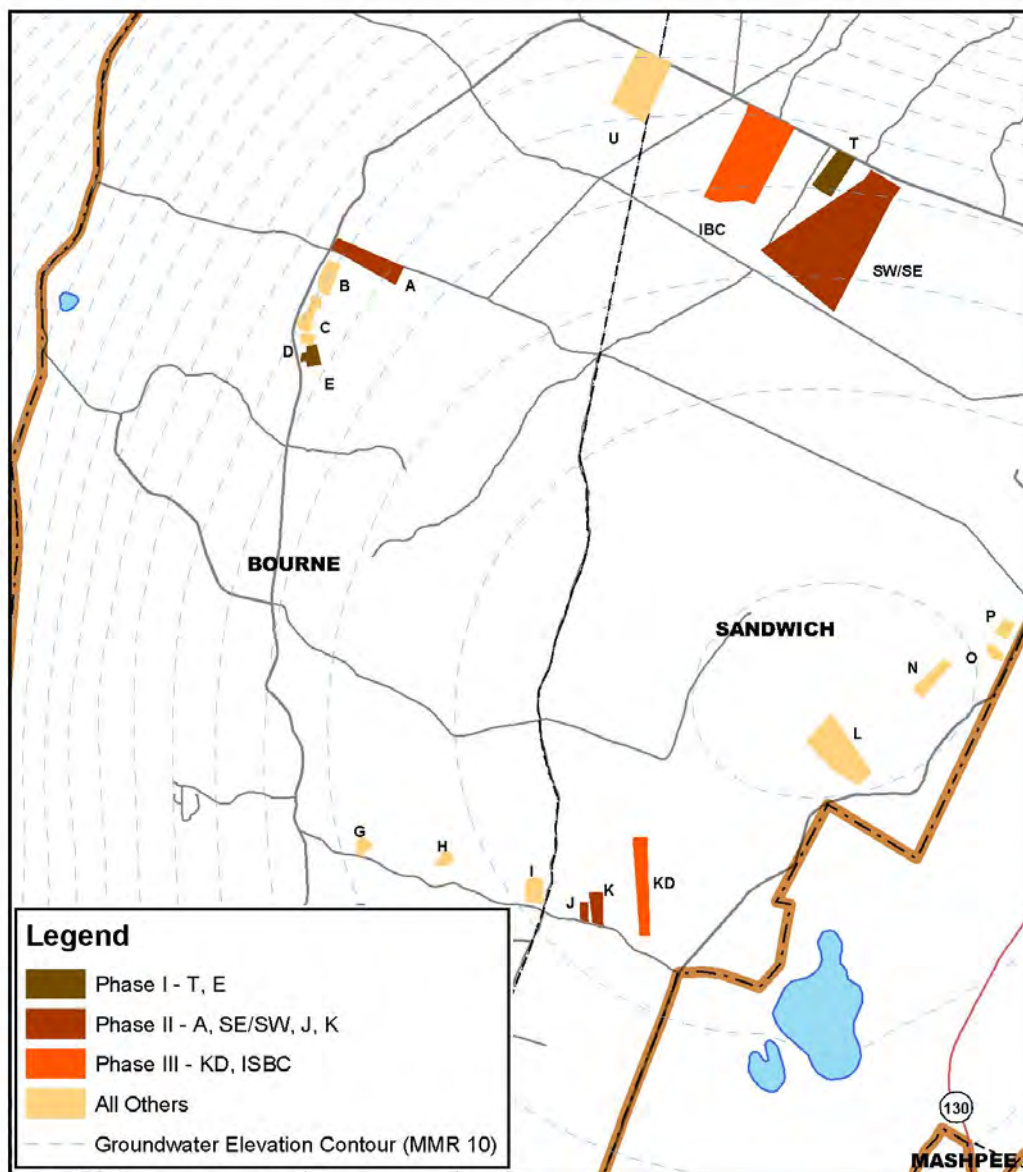 U
T
IBC
SW/SE
B
A
C
D
E
BOURNE
SANDWICH
P
O
N
L
G
H
I
J
K
KD
Legend
Phase I - T, E
Phase II - A, SE/SW, J, K
Phase III - KD, ISBC
All Others
Groundwater Elevation Contour (MMR 10)
130
MASHPEE